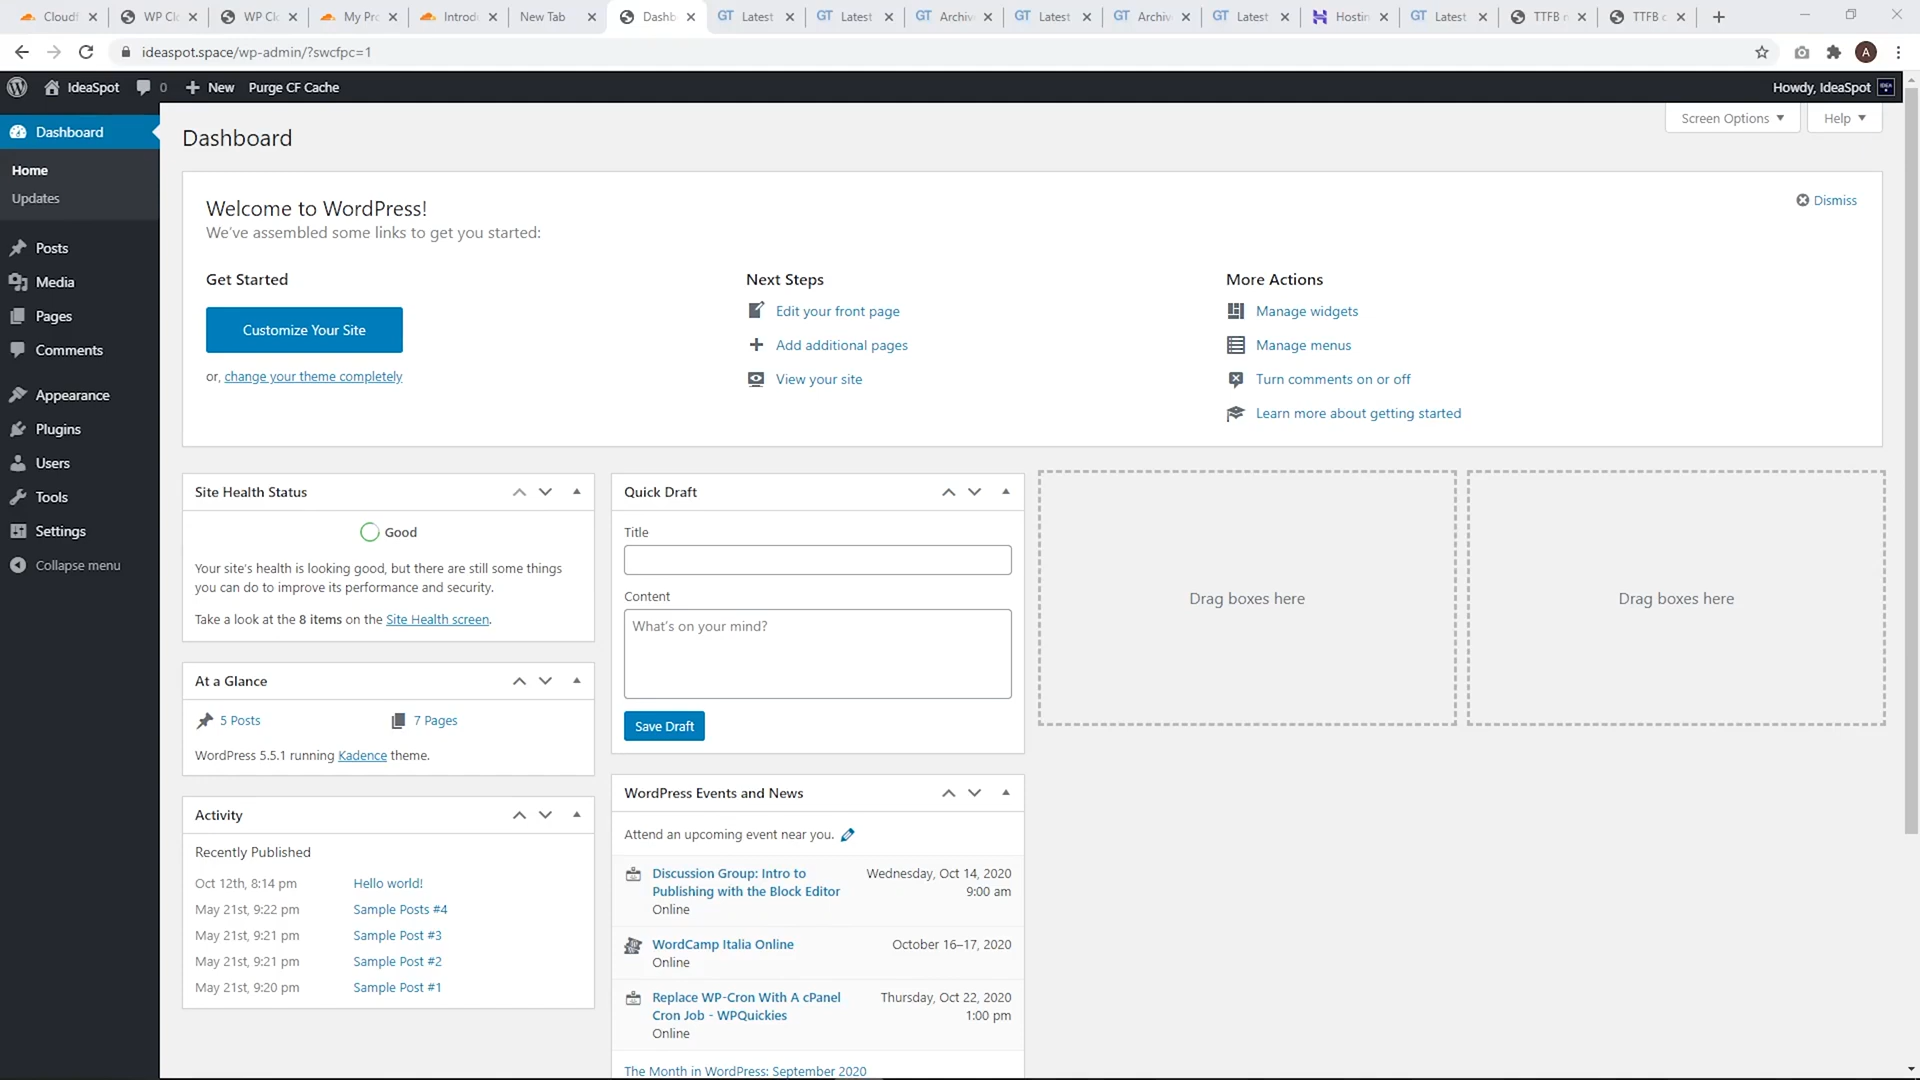 Cloudf
WP Cl
WP Cl
My Pr
Introd
New Tab
Dashb
Latest
Latest
Archiv
Latest
Archiv
Latest
Hostin
Latest
TTFB
TTFB
ideaspot.space/wp-admin/?swcfpc=1
A
IdeaSpot
0
New
Purge CF Cache
Howdy, IdeaSpot
Dashboard
Home
Updates
Posts
Media
Pages
Comments
Appearance
Plugins
Users
Tools
Settings
Collapse menu
Dashboard
Screen Options
Help
Welcome to WordPress!
We've assembled some links to get you started:
Dismiss
Get Started
Customize Your Site
or, change your theme completely
Next Steps
Edit your front page
Add additional pages
View your site
More Actions
Manage widgets
Manage menus
Turn comments on or off
Learn more about getting started
Site Health Status
Good
Your site's health is looking good, but there are still some things
you can do to improve its performance and security.
Take a look at the 8 items on the Site Health screen.
At a Glance
5 Posts
7 Pages
WordPress 5.5.1 running Kadence theme.
Activity
Recently Published
Oct 12th, 8:14 pm Hello world!
May 21st, 9:22 pm Sample Posts #4
May 21st, 9:21 pm Sample Post #3
May 21st, 9:21 pm Sample Post #2
May 21st, 9:20 pm Sample Post #1
Quick Draft
Title
Content
What's on your mind?
Save Draft
WordPress Events and News
Attend an upcoming event near you.
Discussion Group: Intro to Wednesday, Oct 14, 2020
Publishing with the Block Editor 9:00 am
Online
WordCamp Italia Online October 16–17, 2020
Online
Replace WP-Cron With A cPanel Thursday, Oct 22, 2020
Cron Job - WPQuickies 1:00 pm
Online
The Month in WordPress: September 2020
Drag boxes here
Drag boxes here